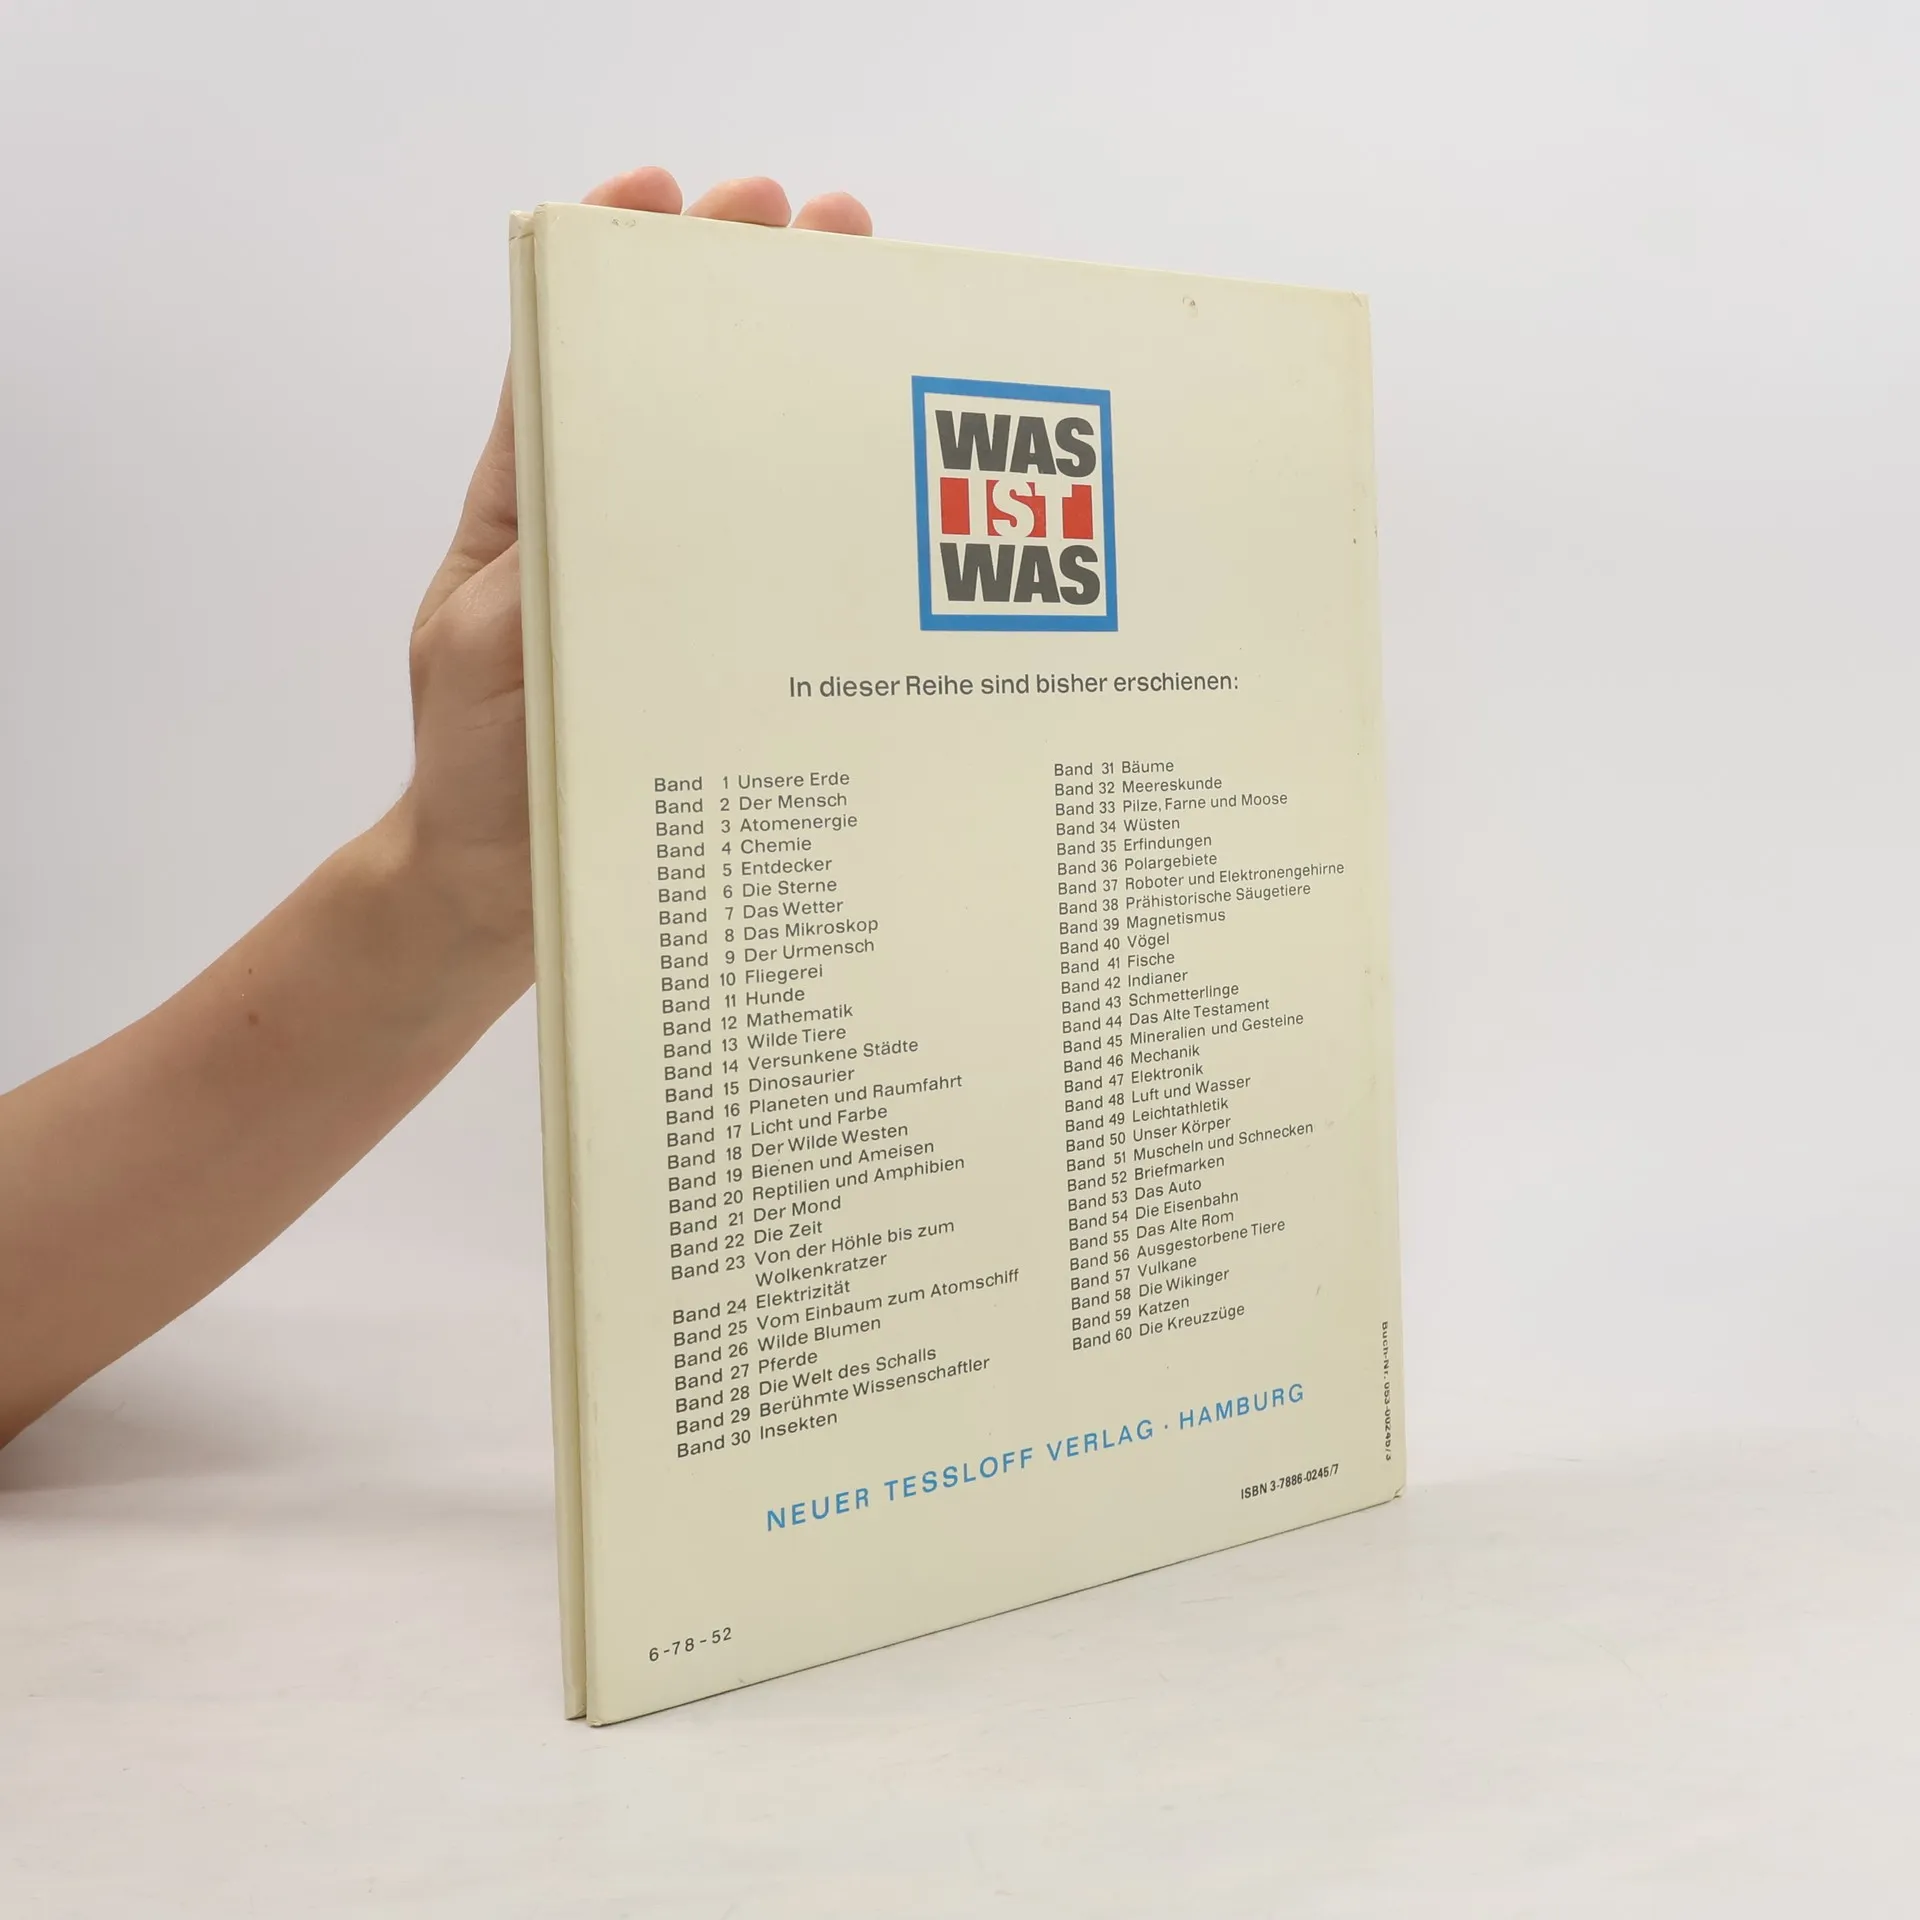 WAS
IST
WAS
In dieser Reihe sind bisher erschienen:
Band 1 Unsere Erde
Band 2 Der Mensch
Band 3 Atomenergie
Band 4 Chemie
Band 5 Entdecker
Band 6 Die Sterne
Band 7 Das Wetter
Band 8 Das Mikroskop
Band 9 Der Urmensch
Band 10 Fliegerei
Band 11 Hunde
Band 12 Mathematik
Band 13 Wilde Tiere
Band 14 Versunkene Städte
Band 15 Dinosaurier
Band 16 Planeten und Raumfahrt
Band 17 Licht und Farbe
Band 18 Der Wilde Westen
Band 19 Bienen und Ameisen
Band 20 Reptilien und Amphibien
Band 21 Der Mond
Band 22 Die Zeit
Band 23 Von der Höhle bis zum
Wolkenkratzer
Band 24 Elektrizität
Band 25 Vom Einbaum zum Atomschiff
Band 26 Wilde Blumen
Band 27 Pferde
Band 28 Die Welt des Schalls
Band 29 Berühmte Wissenschaftler
Band 30 Insekten
Band 31 Bäume
Band 32 Meereskunde
Band 33 Pilze, Farne und Moose
Band 34 Wüsten
Band 35 Erfindungen
Band 36 Polargebiete
Band 37 Roboter und Elektronengehirne
Band 38 Prähistorische Säugetiere
Band 39 Magnetismus
Band 40 Vögel
Band 41 Fische
Band 42 Indianer
Band 43 Schmetterlinge
Band 44 Das Alte Testament
Band 45 Mineralien und Gesteine
Band 46 Mechanik
Band 47 Elektronik
Band 48 Luft und Wasser
Band 49 Leichtathletik
Band 50 Unser Körper
Band 51 Muscheln und Schnecken
Band 52 Briefmarken
Band 53 Das Auto
Band 54 Die Eisenbahn
Band 55 Das Alte Rom
Band 56 Ausgestorbene Tiere
Band 57 Vulkane
Band 58 Die Wikinger
Band 59 Katzen
Band 60 Die Kreuzzüge
NEUER TESSLOFF VERLAG · HAMBURG
ISBN 3-7886-0245/7
Buch-Nr.
6-78-52